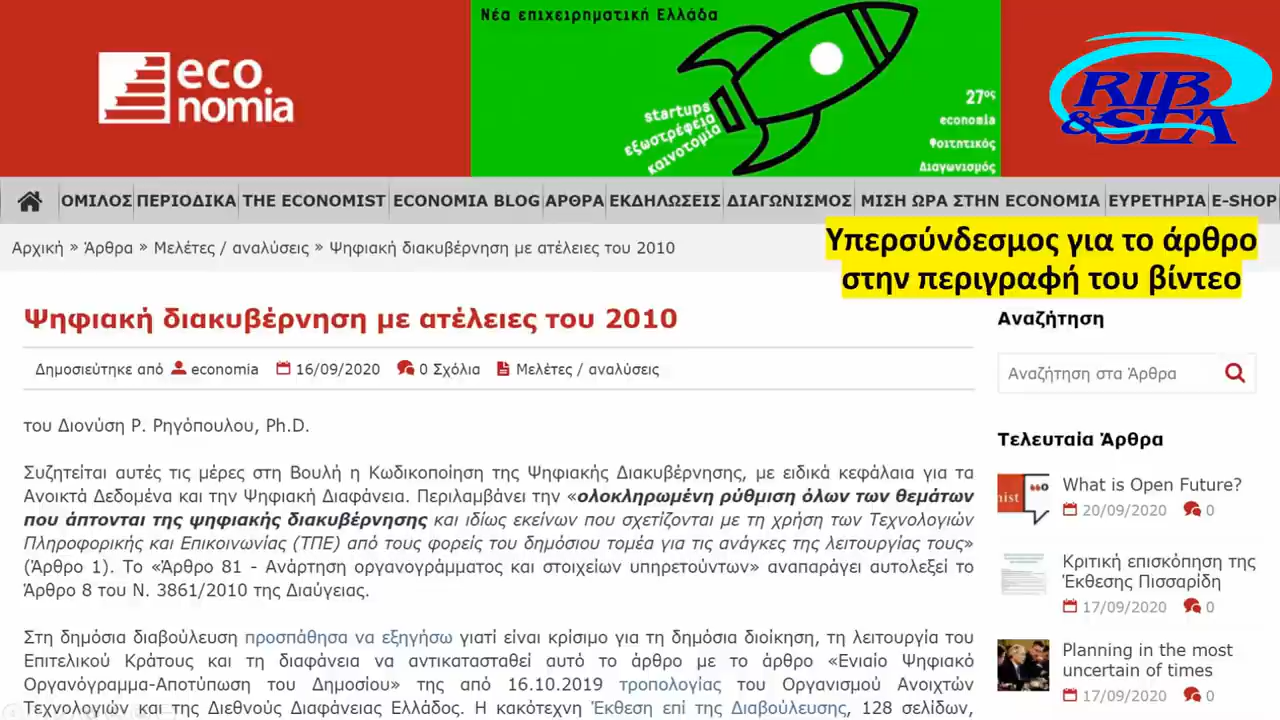 Νέα επιχειρηματική Ελλάδα
eco
nomia
startups
εξωστρέφεια
καινοτομία
27ος
economia
Φοιτητικός
Διαγωνισμός
RIB
&SEA
ΟΜΙΛΟΣ ΠΕΡΙΟΔΙΚΑ THE ECONOMIST ECONOMIA BLOG ΑΡΘΡΑ ΕΚΔΗΛΩΣΕΙΣ ΔΙΑΓΩΝΙΣΜΟΣ ΜΙΣΗ ΩΡΑ ΣΤΗΝ ECONOMIA ΕΥΡΕΤΗΡΙΑ E-SHOP
Αρχική » Άρθρα » Μελέτες / αναλύσεις » Ψηφιακή διακυβέρνηση με ατέλειες του 2010
Υπερσύνδεσμος για το άρθρο
στην περιγραφή του βίντεο
Ψηφιακή διακυβέρνηση με ατέλειες του 2010
Δημοσιεύτηκε από economia 16/09/2020 0 Σχόλια Μελέτες / αναλύσεις
του Διονύση Ρ. Ρηγόπουλου, Ph.D.
Συζητείται αυτές τις μέρες στη Βουλή η Κωδικοποίηση της Ψηφιακής Διακυβέρνησης, με ειδικά κεφάλαια για τα
Ανοικτά Δεδομένα και την Ψηφιακή Διαφάνεια. Περιλαμβάνει την «ολοκληρωμένη ρύθμιση όλων των θεμάτων
που άπτονται της ψηφιακής διακυβέρνησης και ιδίως εκείνων που σχετίζονται με τη χρήση των Τεχνολογιών
Πληροφορικής και Επικοινωνίας (ΤΠΕ) από τους φορείς του δημόσιου τομέα για τις ανάγκες της λειτουργίας τους»
(Άρθρο 1). Το «Άρθρο 81 - Ανάρτηση οργανογράμματος και στοιχείων υπηρετούντων» αναπαράγει αυτολεξεί το
Άρθρο 8 του Ν. 3861/2010 της Διαύγειας.
Στη δημόσια διαβούλευση προσπάθησα να εξηγήσω γιατί είναι κρίσιμο για τη δημόσια διοίκηση, τη λειτουργία του
Επιτελικού Κράτους και τη διαφάνεια να αντικατασταθεί αυτό το άρθρο με το άρθρο «Ενιαίο Ψηφιακό
Οργανόγραμμα-Αποτύπωση του Δημοσίου» της από 16.10.2019 τροπολογίας του Οργανισμού Ανοιχτών
Τεχνολογιών και της Διεθνούς Διαφάνειας Ελλάδος. Η κακότεχνη Έκθεση επί της Διαβούλευσης, 128 σελίδων,
Αναζήτηση
Αναζήτηση στα Άρθρα
Τελευταία Άρθρα
What is Open Future?
20/09/2020 0
Κριτική επισκόπηση της
Έκθεσης Πισσαρίδη
17/09/2020 0
Planning in the most
uncertain of times
17/09/2020 0